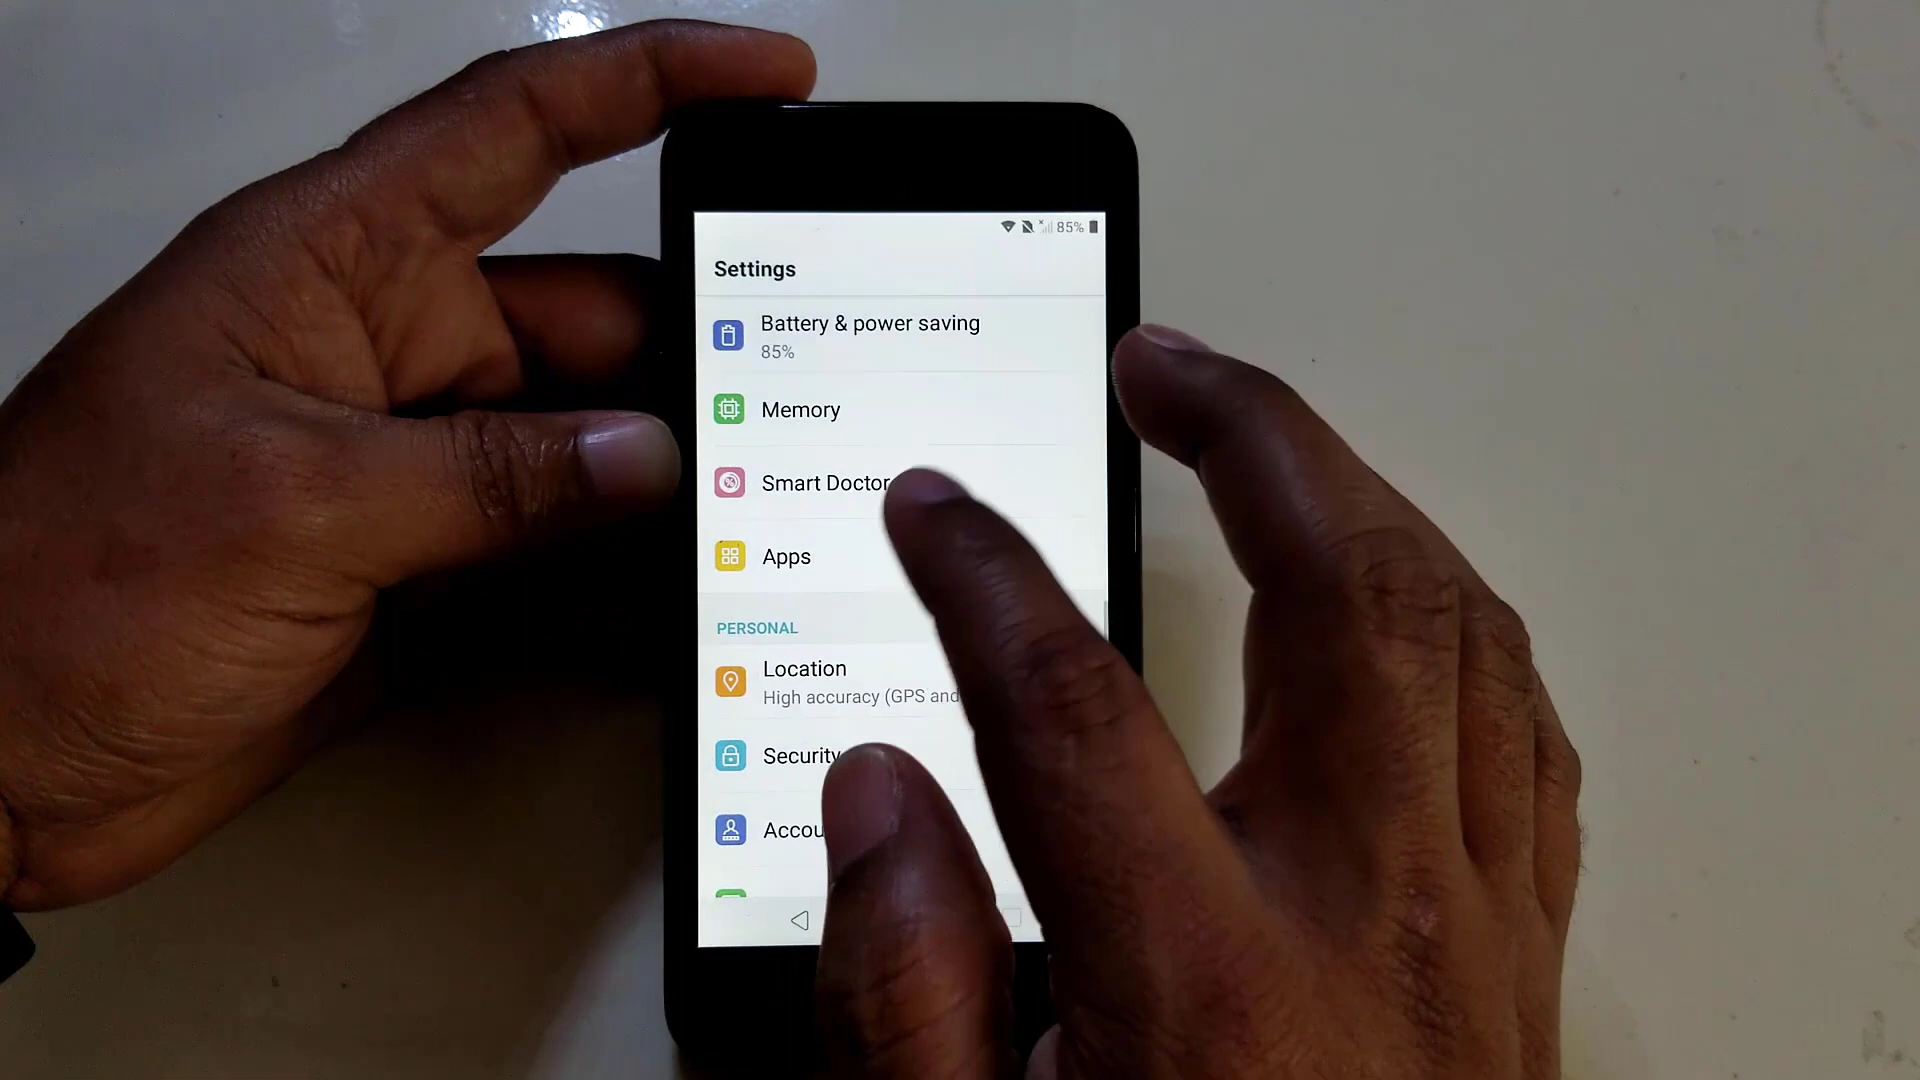 85%
Settings
Battery & power saving
85%
Memory
Smart Doctor
Apps
PERSONAL
Location
High accuracy (GPS and
Security
Accou